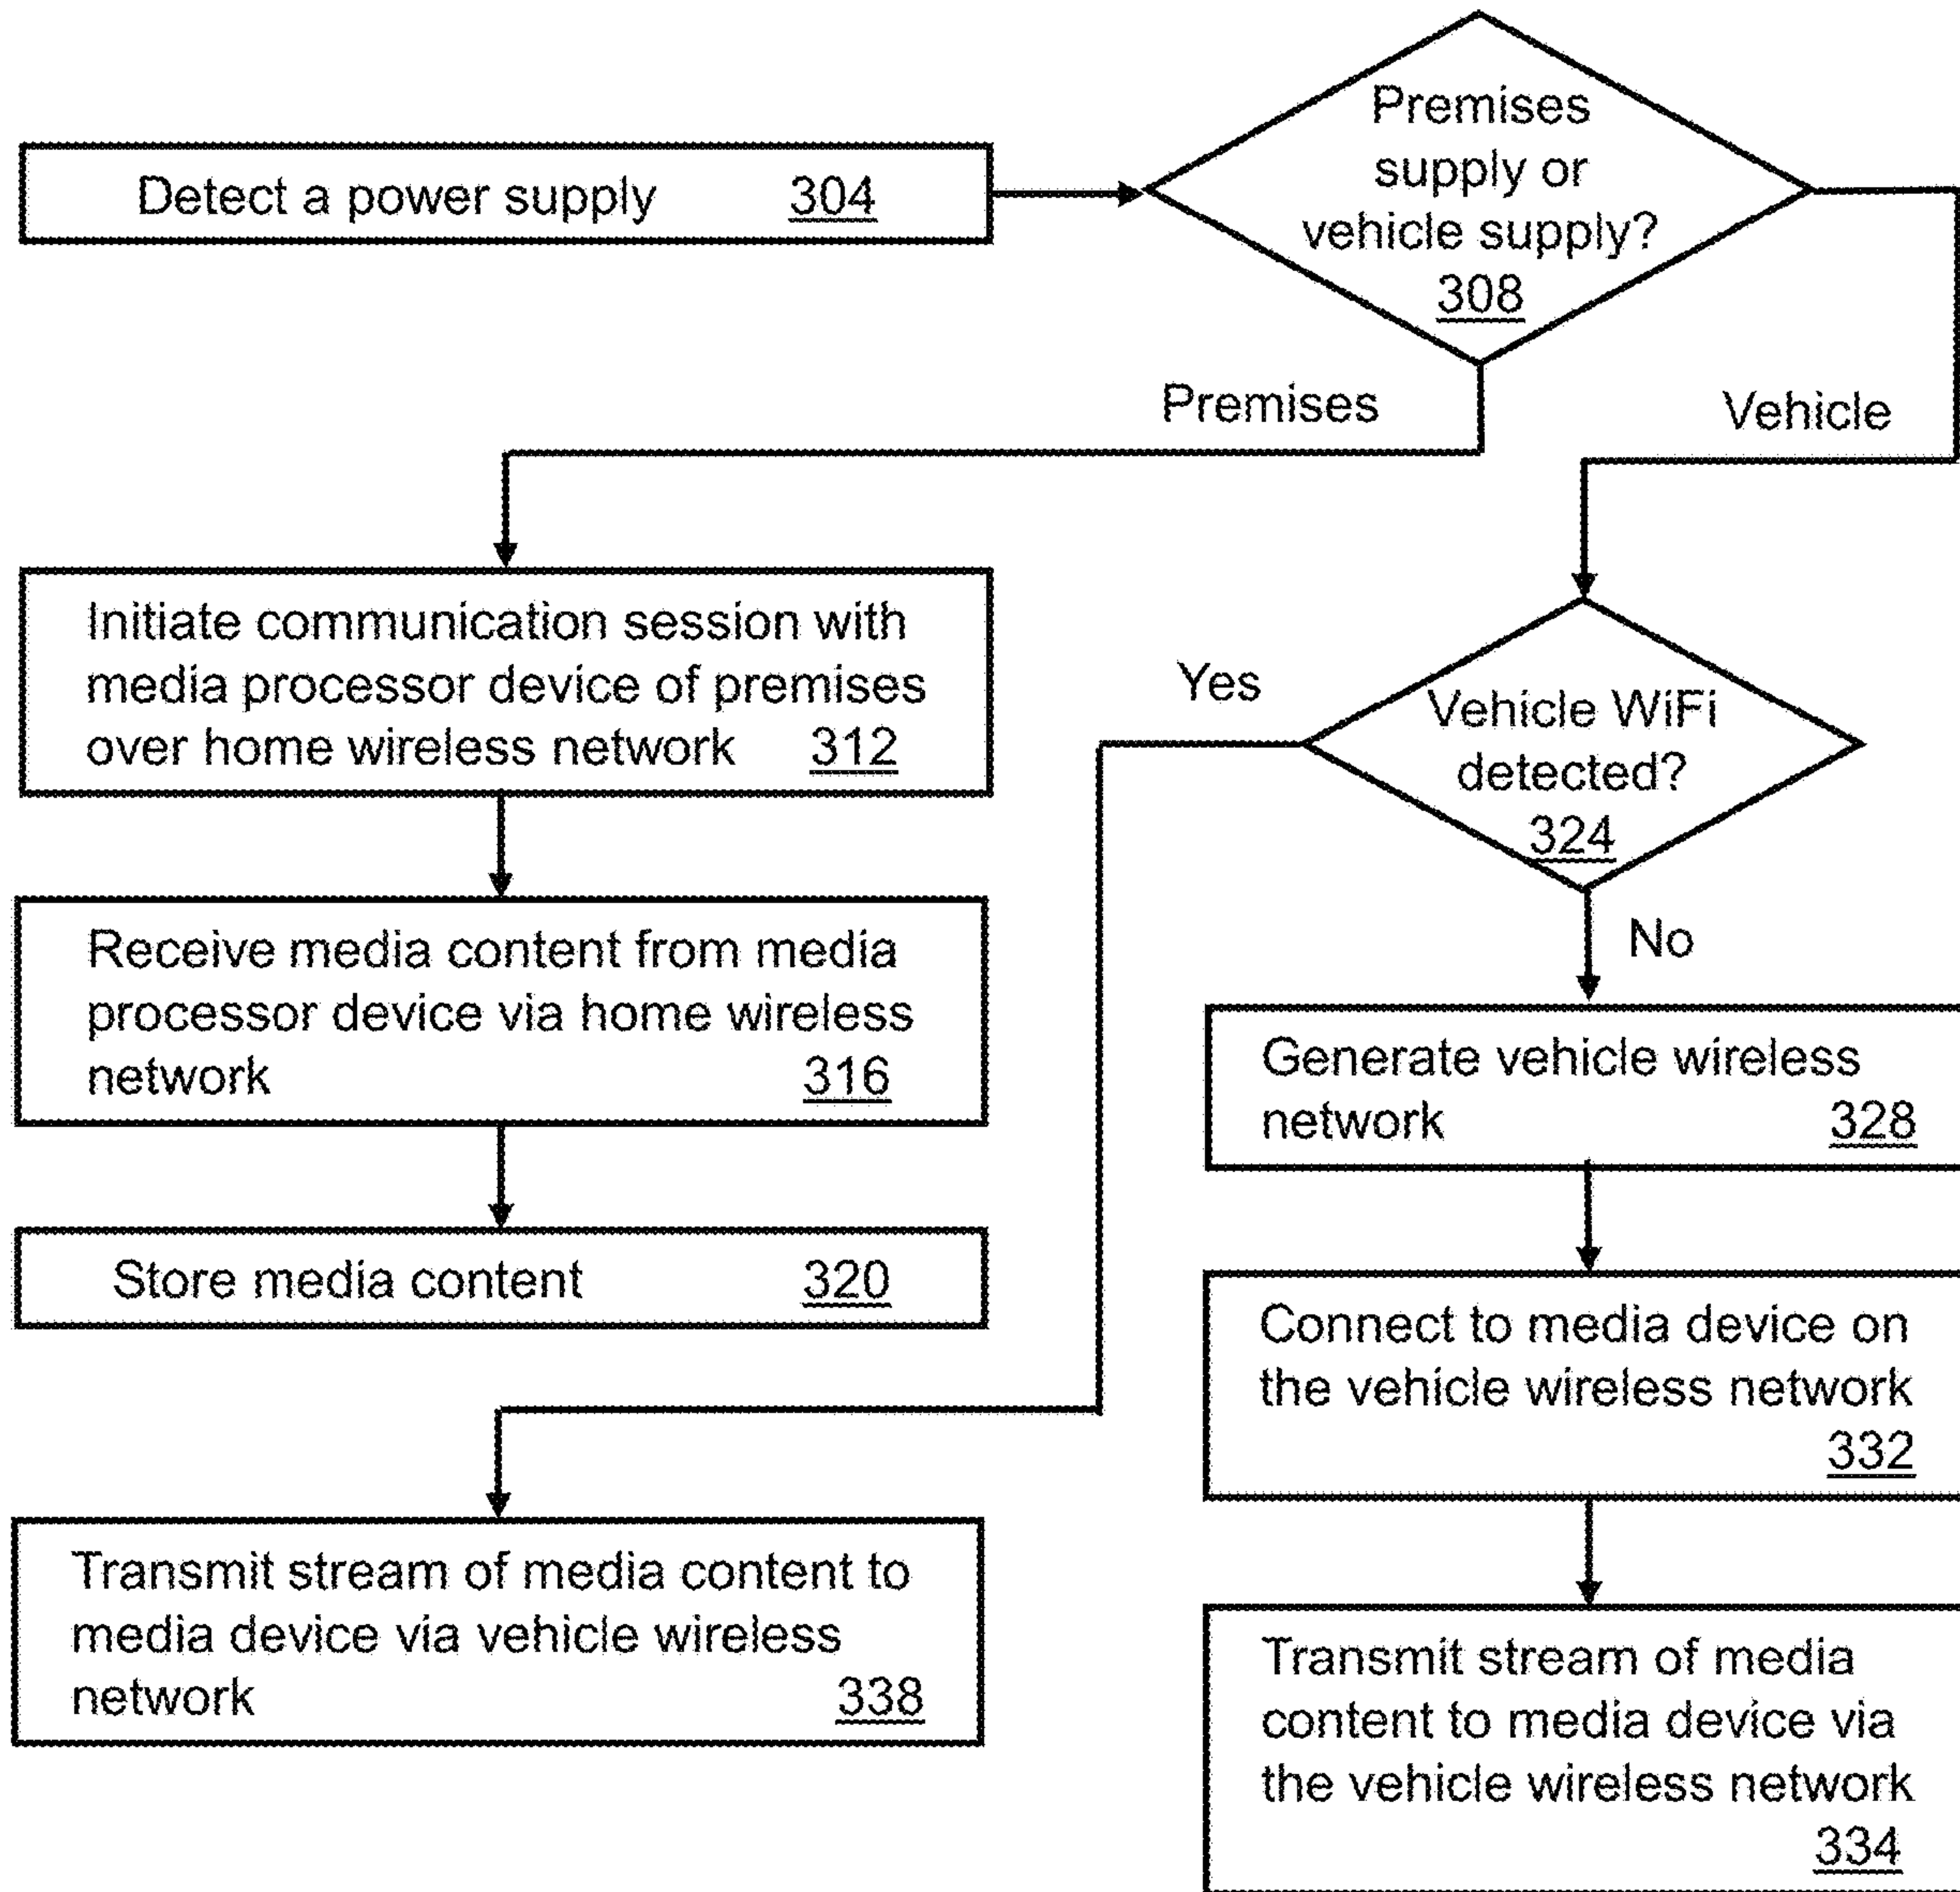 Detect a power supply 304
Premises
supply or
vehicle supply?
308
Premises
Vehicle
Initiate communication session with
media processor device of premises
over home wireless network 312
Receive media content from media
processor device via home wireless
network 316
Store media content 320
Yes
Vehicle WiFi
detected?
324
No
Generate vehicle wireless
network 328
Connect to media device on
the vehicle wireless network
332
Transmit stream of media
content to media device via
the vehicle wireless network
334
Transmit stream of media content to
media device via vehicle wireless
network 338